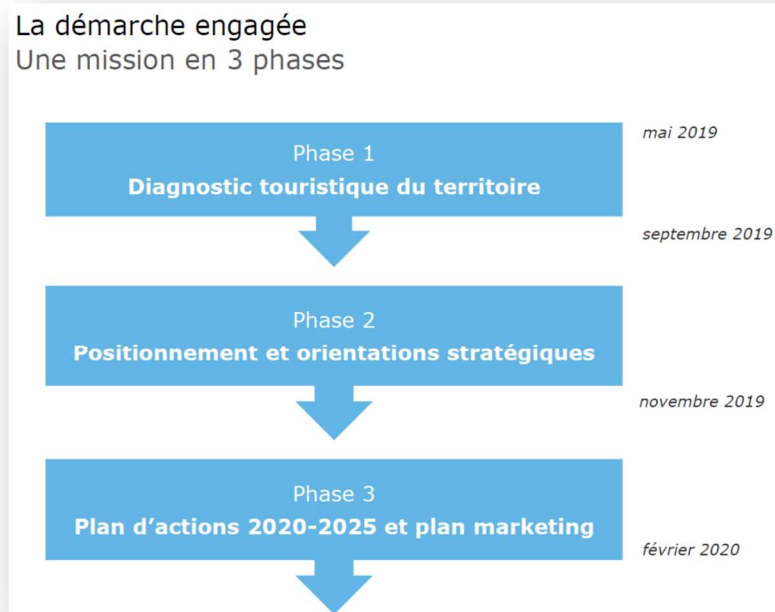 La démarche engagée
Une mission en 3 phases
mai 2019
Phase 1
Diagnostic touristique du territoire
septembre 2019
Phase 2
Positionnement et orientations stratégiques
novembre 2019
Phase 3
Plan d’actions 2020-2025 et plan marketing
février 2020